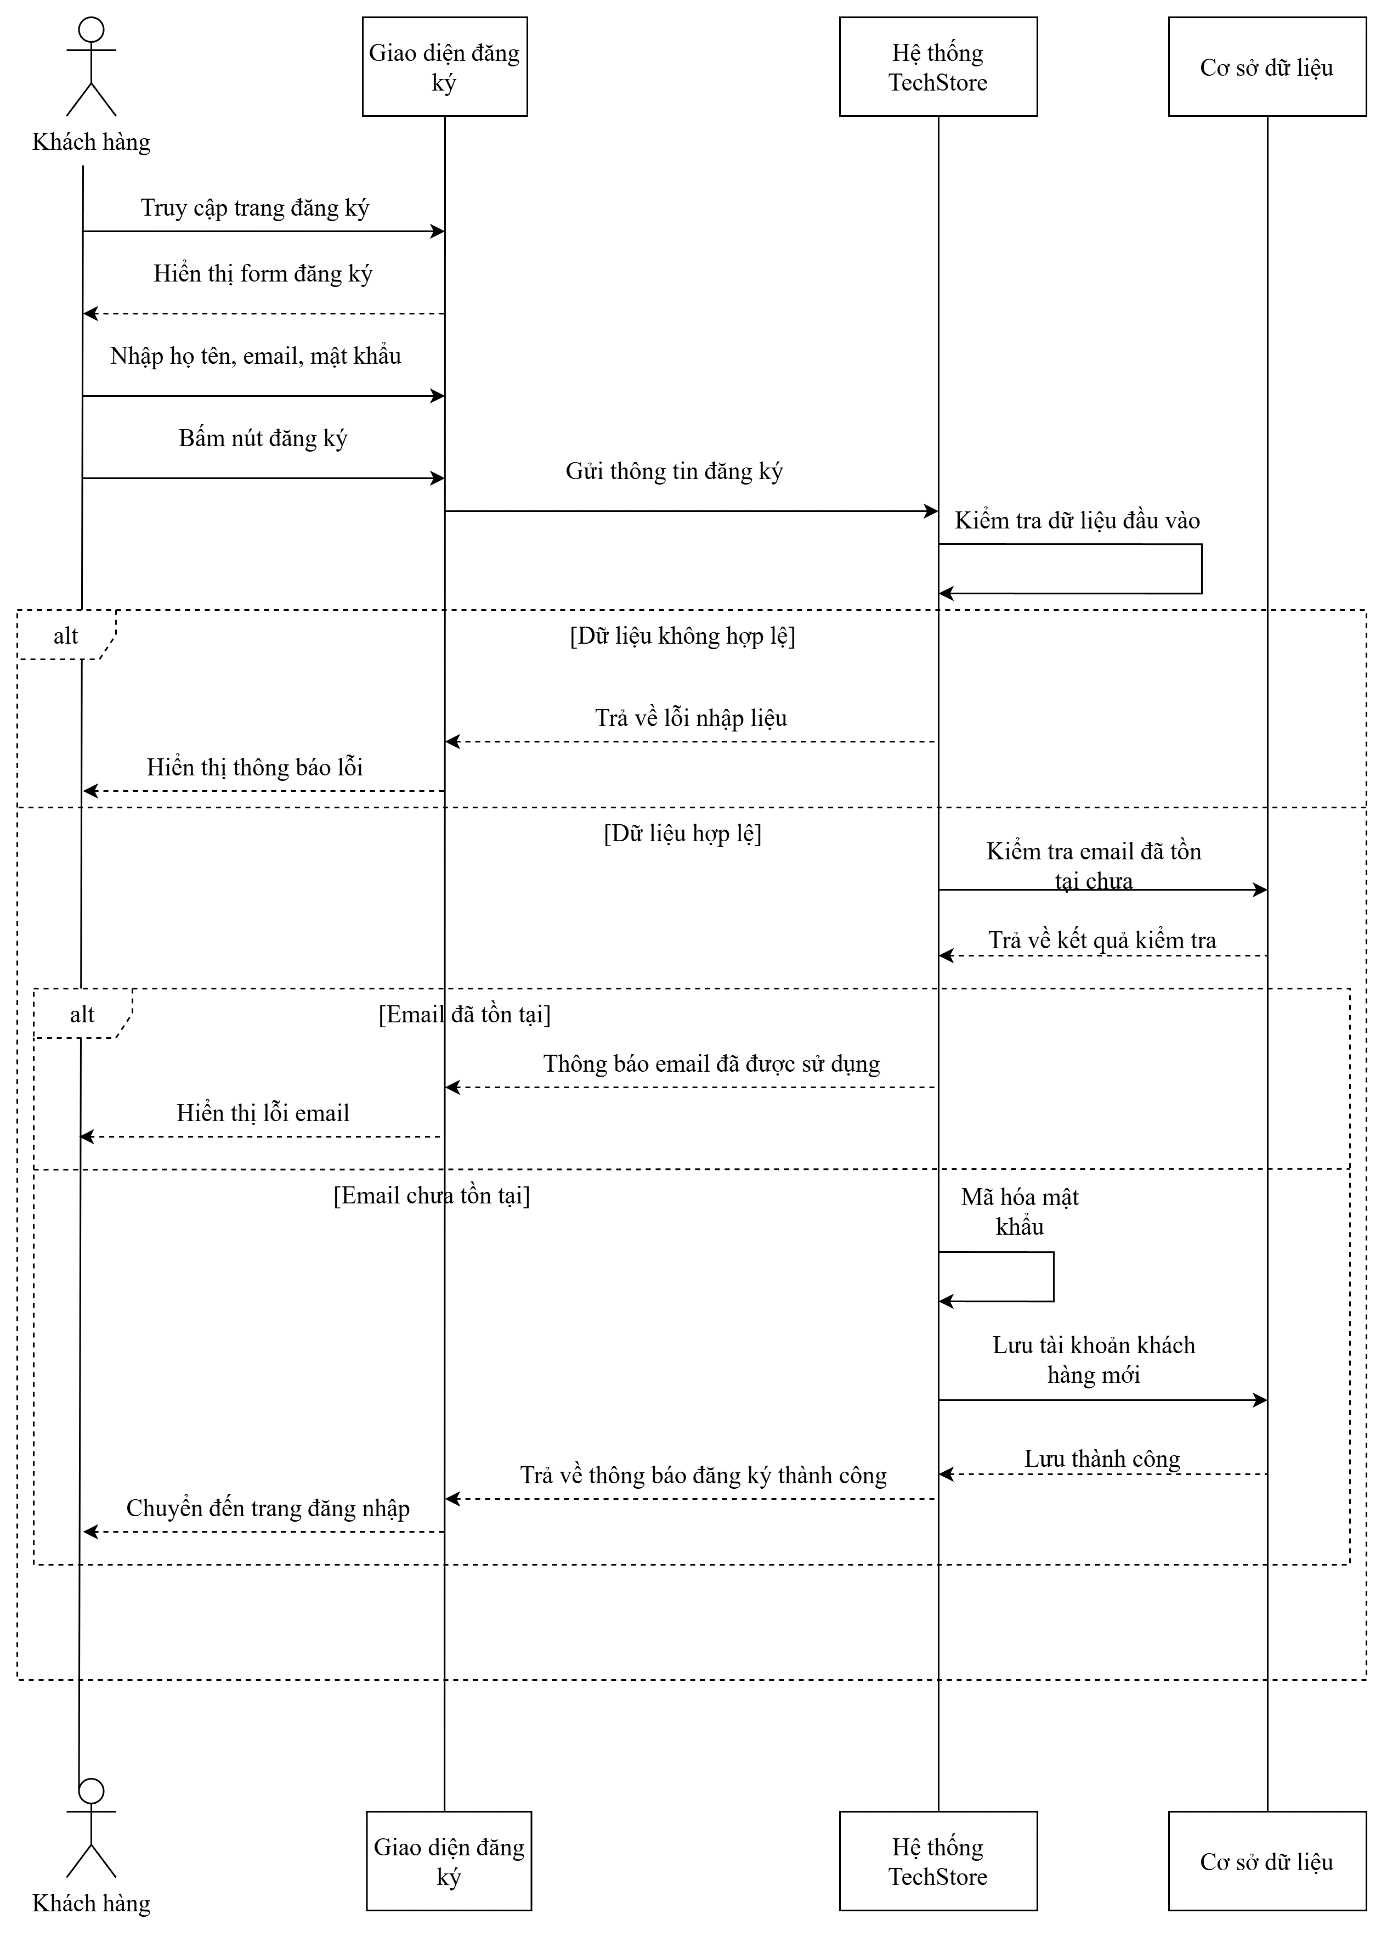 Khách hàng
Giao diện đăng
ký
Hệ thống
TechStore
Cơ sở dữ liệu
Truy cập trang đăng ký
Hiển thị form đăng ký
Nhập họ tên, email, mật khẩu
Bấm nút đăng ký
Gửi thông tin đăng ký
Kiểm tra dữ liệu đầu vào
alt
[Dữ liệu không hợp lệ]
Trả về lỗi nhập liệu
Hiển thị thông báo lỗi
[Dữ liệu hợp lệ]
Kiểm tra email đã tồn
tại chưa
Trả về kết quả kiểm tra
alt
[Email đã tồn tại]
Thông báo email đã được sử dụng
Hiển thị lỗi email
[Email chưa tồn tại]
Mã hóa mật
khẩu
Lưu tài khoản khách
hàng mới
Lưu thành công
Trả về thông báo đăng ký thành công
Chuyển đến trang đăng nhập
Khách hàng
Giao diện đăng
ký
Hệ thống
TechStore
Cơ sở dữ liệu